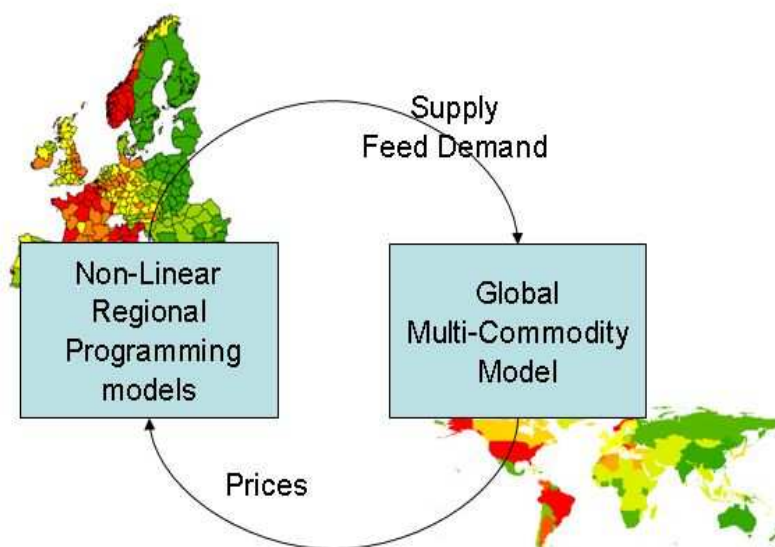 Supply
Feed Demand
Non-Linear
Regional
Programming
models
Global
Multi-Commodity
Model
Prices